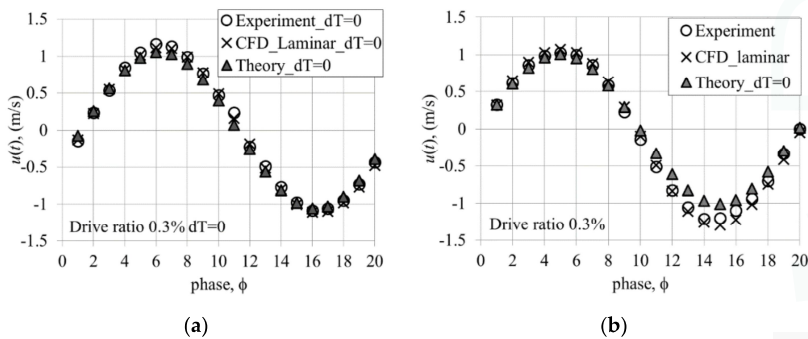 1.5
1
0.5
0
-0.5
-1
-1.5
u(t), (m/s)
Experiment_dT=0
CFD_Laminar_dT=0
Theory_dT=0
Drive ratio 0.3% dT=0
0 2 4 6 8 10 12 14 16 18 20
phase, ϕ
(a)
1.5
1
0.5
0
-0.5
-1
-1.5
u(t), (m/s)
Experiment
CFD_laminar
Theory_dT=0
Drive ratio 0.3%
0 2 4 6 8 10 12 14 16 18 20
phase, ϕ
(b)